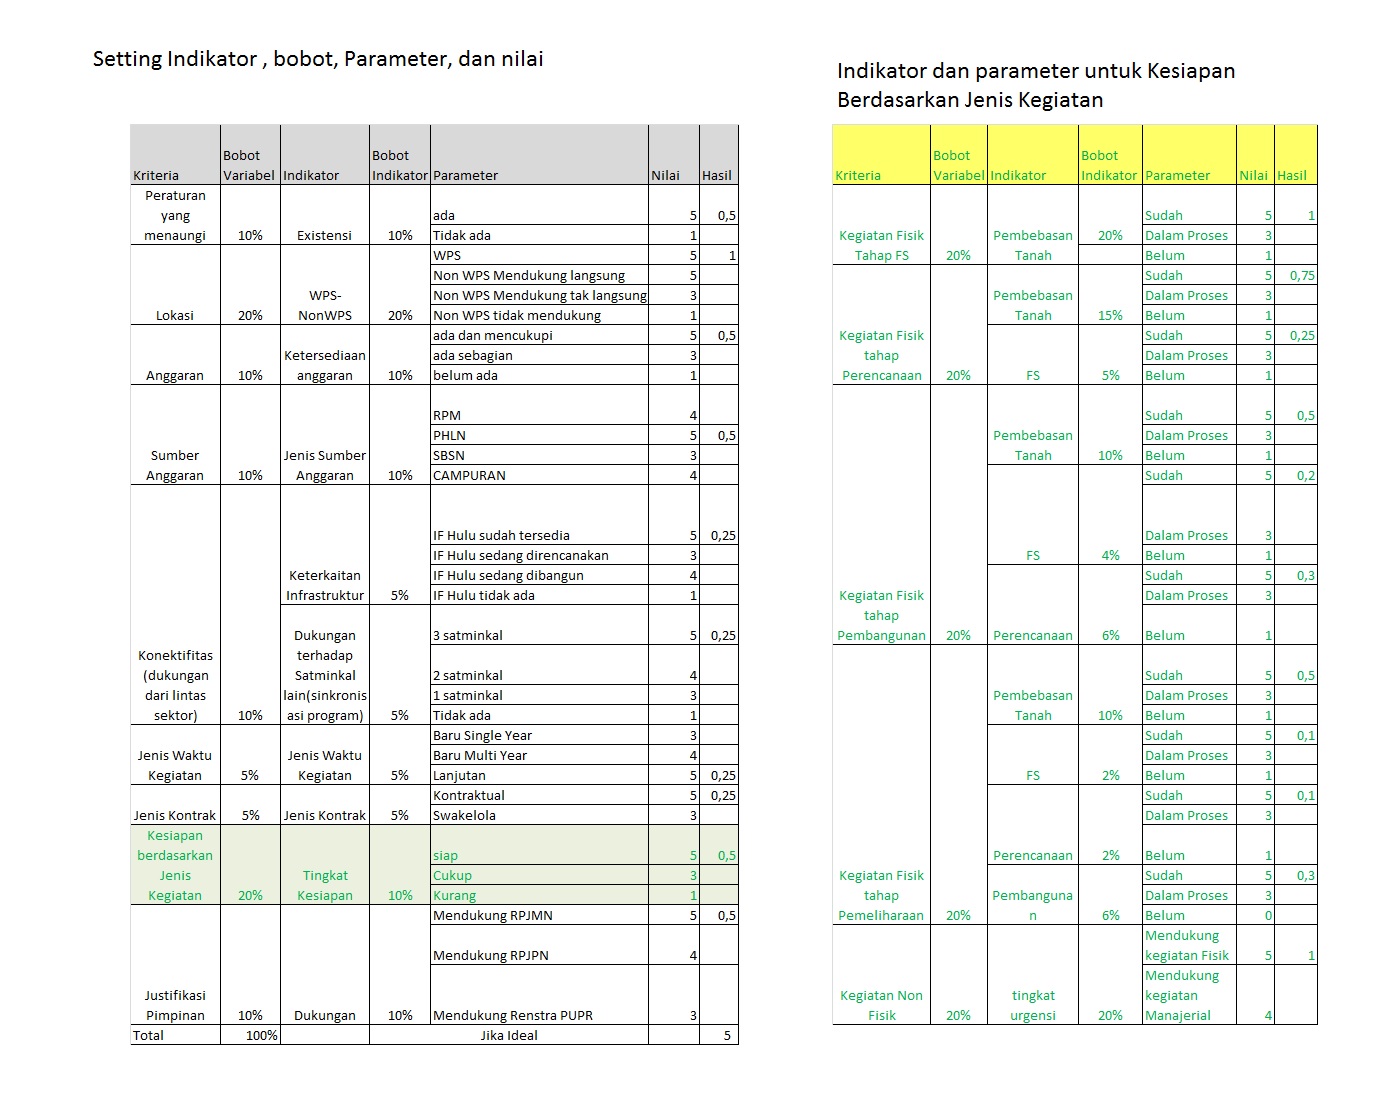 Setting Indikator , bobot, Parameter, dan nilai
Kriteria Bobot Variabel Indikator Bobot Indikator Parameter Nilai Hasil
Peraturan yang menaungi 10% Existensi 10% ada 5 0,5
Tidak ada 1
Lokasi 20% WPS-NonWPS 20% WPS 5 1
Non WPS Mendukung langsung 5
Non WPS Mendukung tak langsung 3
Non WPS tidak mendukung 1
Anggaran 10% Ketersediaan anggaran 10% ada dan mencukupi 5 0,5
ada sebagian 3
belum ada 1
Sumber Anggaran 10% Jenis Sumber Anggaran 10% RPM 4
PHLN 5 0,5
SBSN 3
CAMPURAN 4
Konektifitas (dukungan dari lintas sektor) 10% Keterkaitan Infrastruktur 5% IF Hulu sudah tersedia 5 0,25
IF Hulu sedang direncanakan 3
IF Hulu sedang dibangun 4
IF Hulu tidak ada 1
Dukungan terhadap Satminkal lain(sinkronis asi program) 5% 3 satminkal 5 0,25
2 satminkal 4
1 satminkal 3
Tidak ada 1
Jenis Waktu Kegiatan 5% Jenis Waktu Kegiatan 5% Baru Single Year 3
Baru Multi Year 4
Lanjutan 5 0,25
Jenis Kontrak 5% Jenis Kontrak 5% Kontraktual 5 0,25
Swakelola 3
Kesiapan berdasarkan Jenis Kegiatan 20% Tingkat Kesiapan 10% siap 5 0,5
Cukup 3
Kurang 1
Justifikasi Pimpinan 10% Dukungan 10% Mendukung RPJMN 5 0,5
Mendukung RPJPN 4
Mendukung Renstra PUPR 3
Total 100% Jika Ideal 5
Indikator dan parameter untuk Kesiapan
Berdasarkan Jenis Kegiatan
Kriteria Bobot Variabel Indikator Bobot Indikator Parameter Nilai Hasil
Kegiatan Fisik Tahap FS 20% Pembebasan Tanah 20% Sudah 5 1
Dalam Proses 3
Belum 1
Kegiatan Fisik tahap Perencanaan 20% Pembebasan Tanah 15% Sudah 5 0,75
Dalam Proses 3
Belum 1
FS 5% Sudah 5 0,25
Dalam Proses 3
Belum 1
Kegiatan Fisik tahap Pembangunan 20% Pembebasan Tanah 10% Sudah 5 0,5
Dalam Proses 3
Belum 1
FS 4% Sudah 5 0,2
Dalam Proses 3
Belum 1
Perencanaan 6% Sudah 5 0,3
Dalam Proses 3
Belum 1
Kegiatan Fisik tahap Pemeliharaan 20% Pembebasan Tanah 10% Sudah 5 0,5
Dalam Proses 3
Belum 1
FS 2% Sudah 5 0,1
Dalam Proses 3
Belum 1
Perencanaan 2% Sudah 5 0,1
Dalam Proses 3
Belum 1
Pembanguna n 6% Sudah 5 0,3
Dalam Proses 3
Belum 0
Kegiatan Non Fisik 20% tingkat urgensi 20% Mendukung kegiatan Fisik 5 1
Mendukung kegiatan Manajerial 4